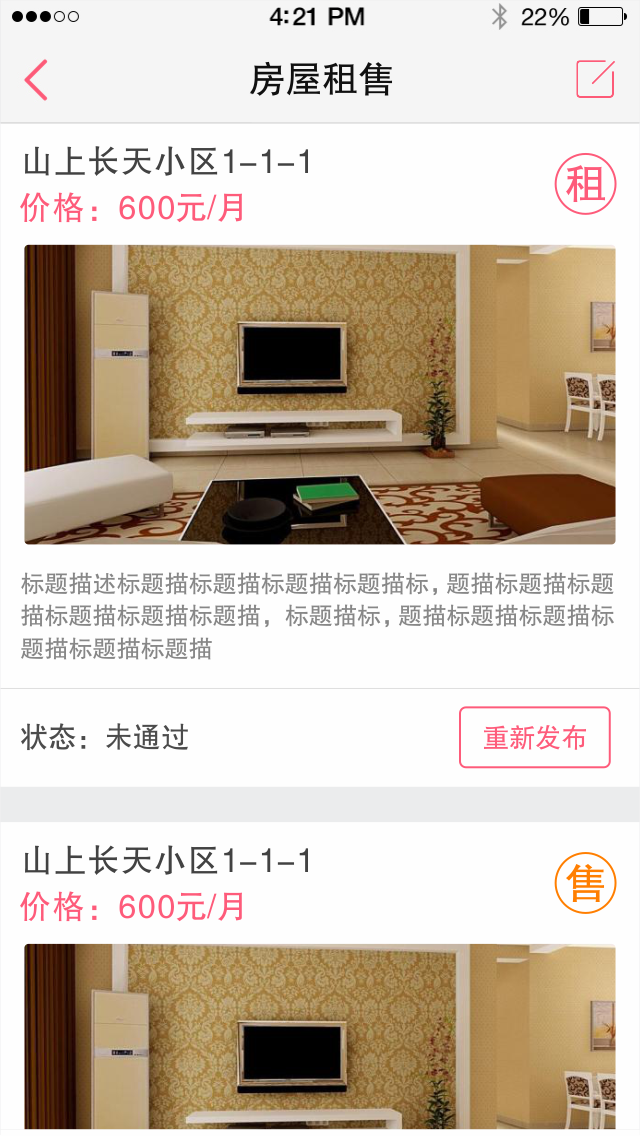 4:21 PM
22%
房屋租售
山上长天小区1-1-1
租
价格：600元/月
标题描述标题描标题描标题描标题描标，题描标题描标题
描标题描标题描标题描，标题描标，题描标题描标题描标
题描标题描标题描
状态：未通过
重新发布
山上长天小区1-1-1
售
价格：600元/月